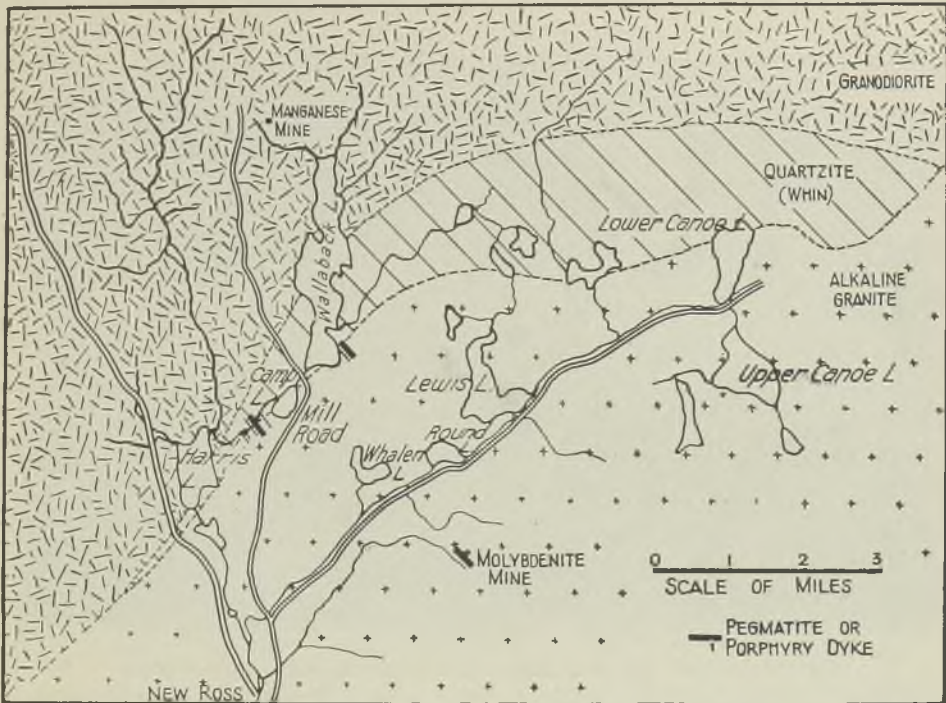 GRANODIORITE
MANGANESE
MINE
QUARTZITE
(WHIN)
Lower Canoe L
Wallaback L
ALKALINE
GRANITE
Camp
L
Lewis L
Upper Canoe L
Mill
Road
Harris
L
Round
L
Whalen
L
MOLYBDENITE
MINE
0 1 2 3
SCALE OF MILES
PEGMATITE OR
PORPHYRY DYKE
NEW ROSS